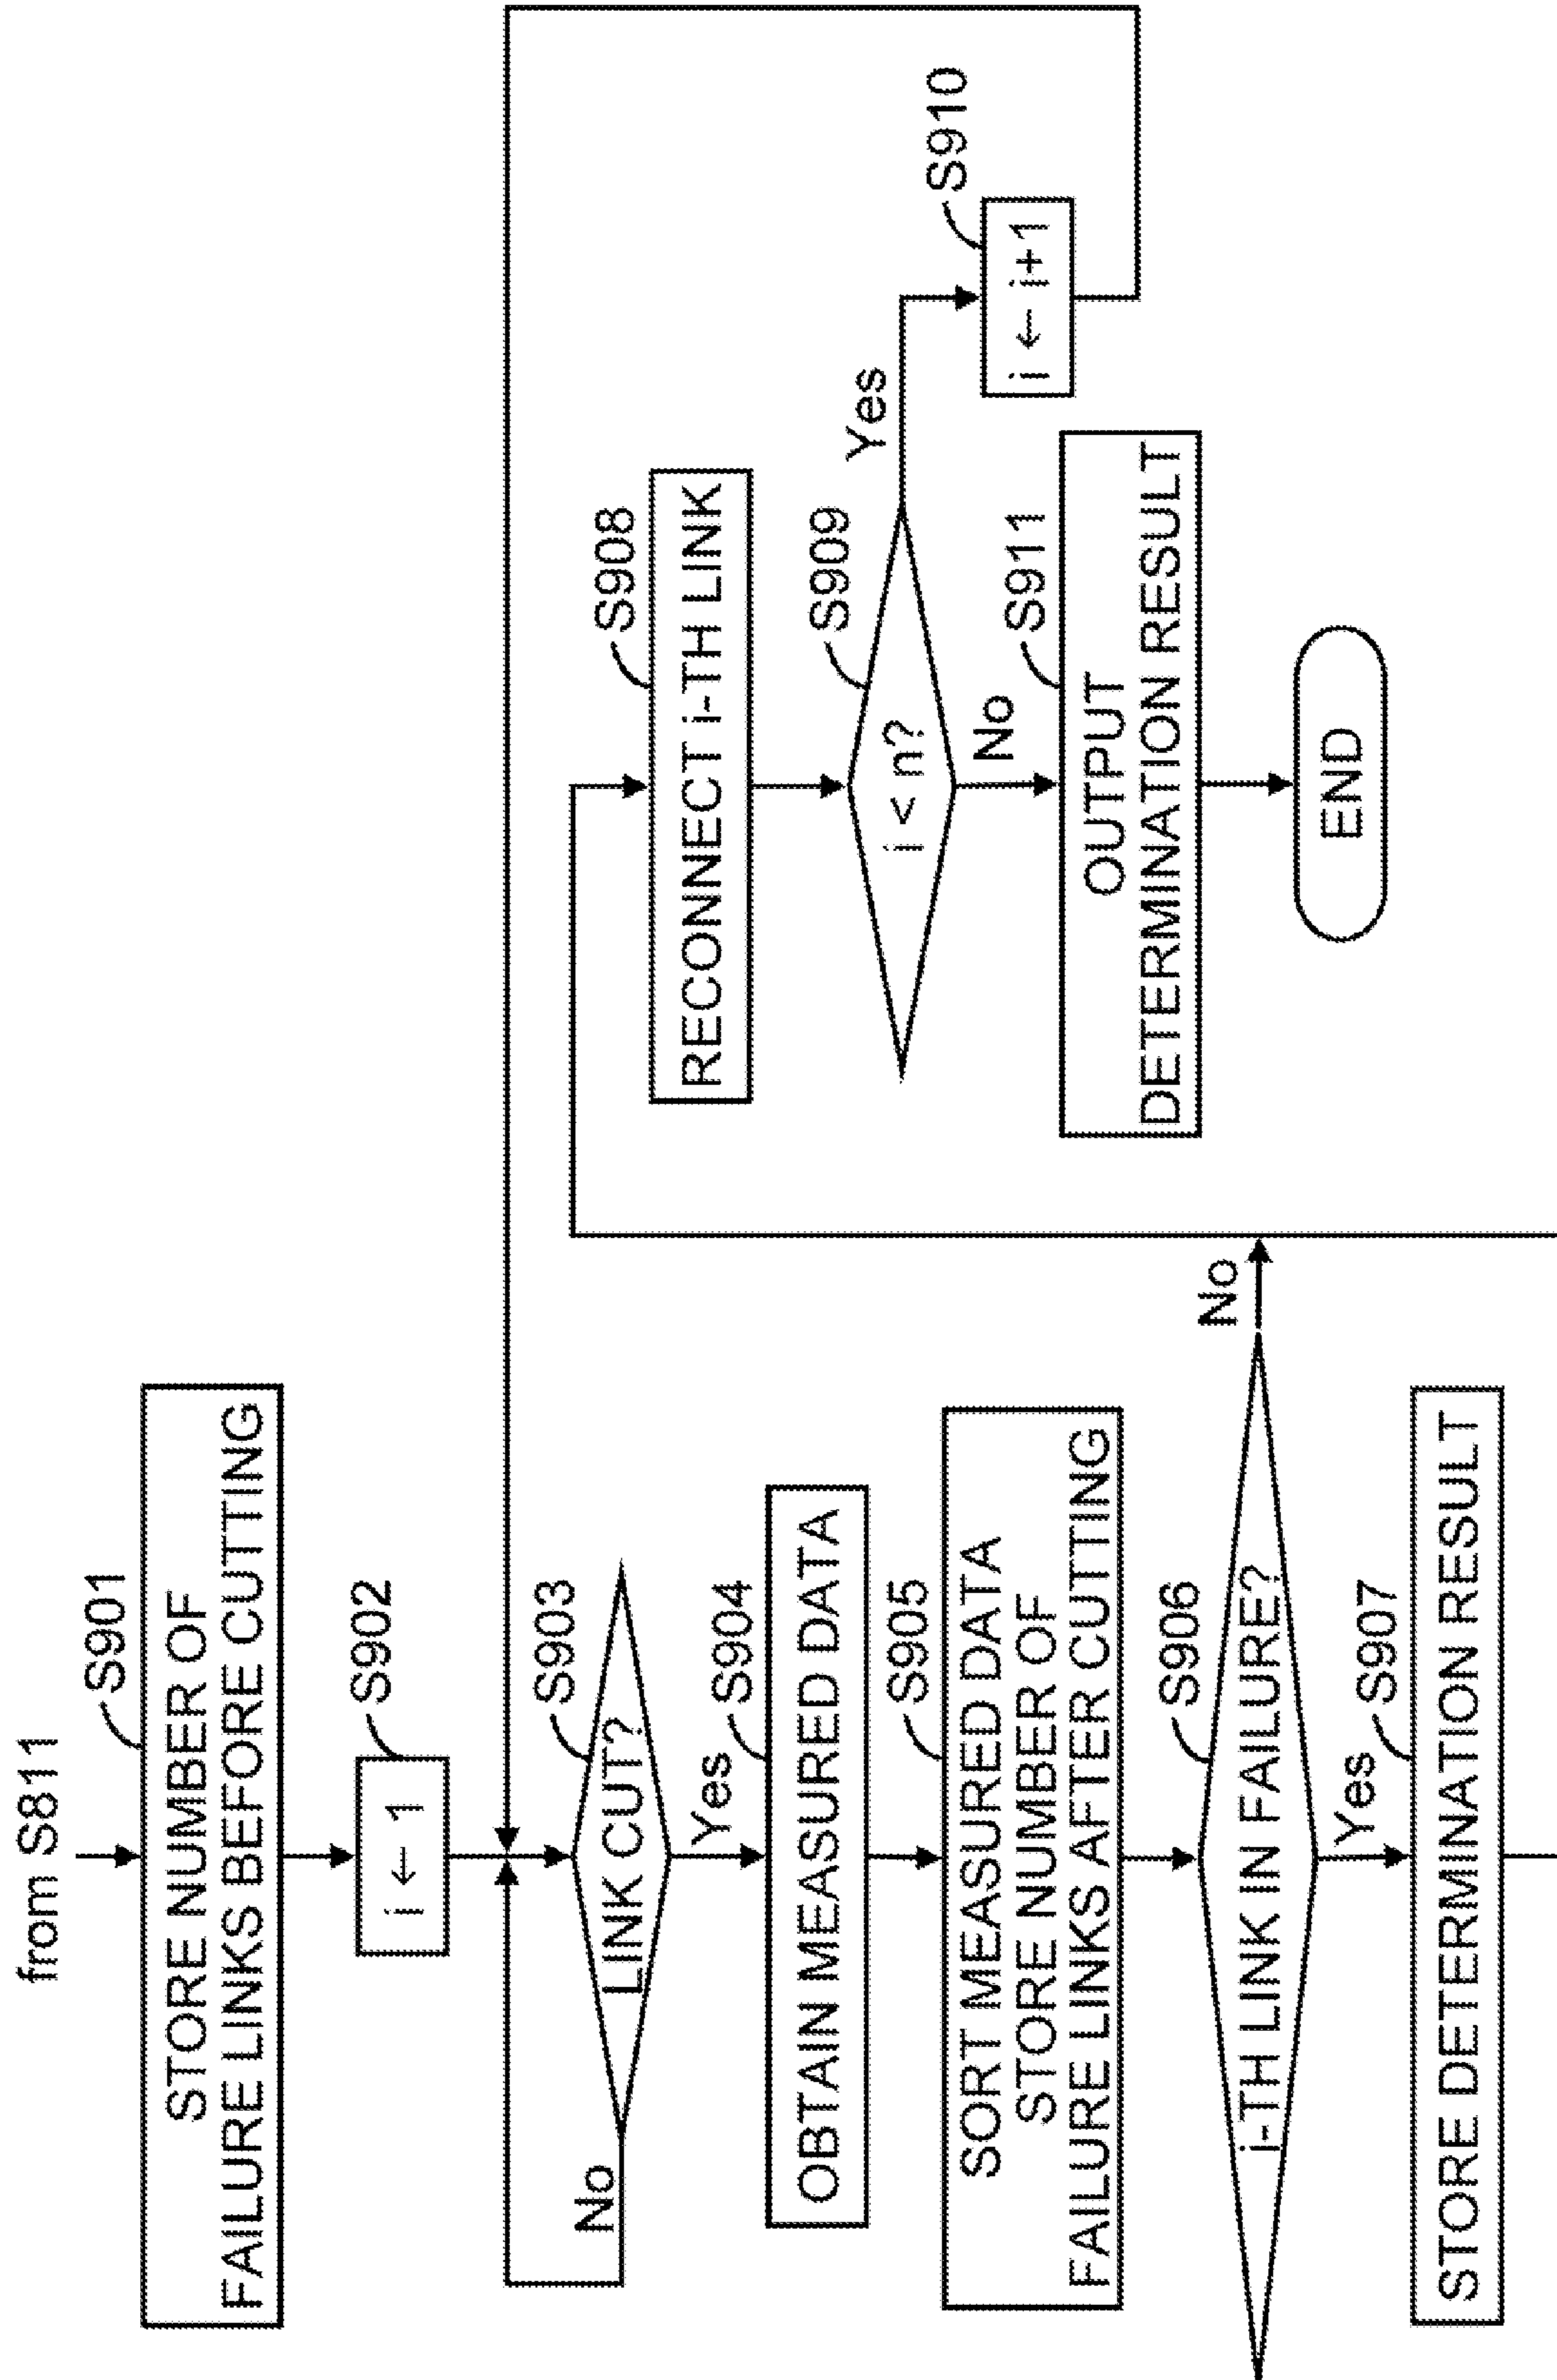 from S811
S901
STORE NUMBER OF
FAILURE LINKS BEFORE CUTTING
S902
i ← 1
S903
LINK CUT?
No
Yes
S904
OBTAIN MEASURED DATA
S905
SORT MEASURED DATA
STORE NUMBER OF
FAILURE LINKS AFTER CUTTING
S906
i-TH LINK IN FAILURE?
No
Yes
S907
STORE DETERMINATION RESULT
S908
RECONNECT i-TH LINK
S909
i < n?
Yes
No
S910
i ← i+1
S911
OUTPUT
DETERMINATION RESULT
END